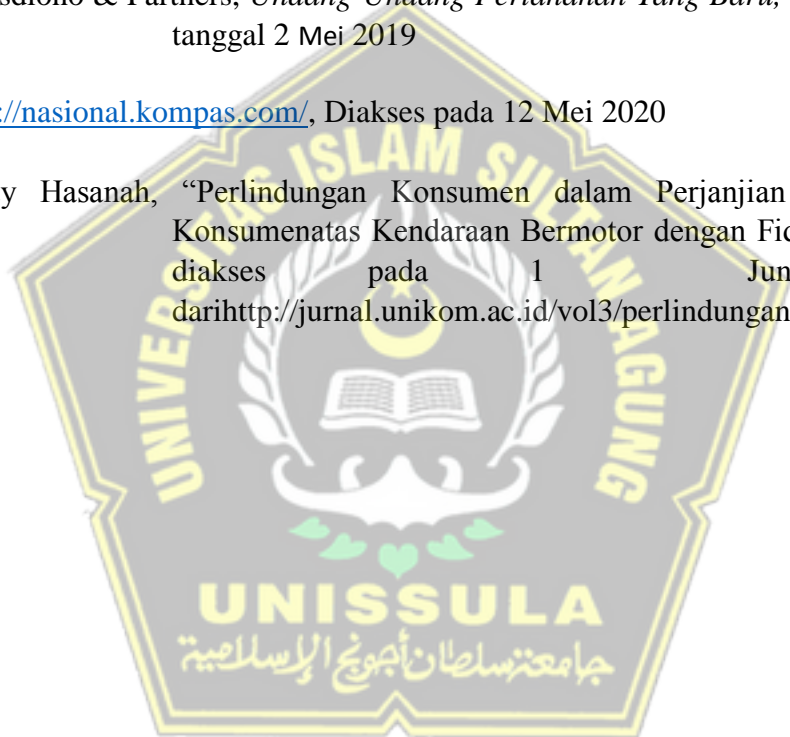 sdiono & Partners, Undang-Undang Pertanahan Yang Baru,
tanggal 2 Mei 2019
://nasional.kompas.com/, Diakses pada 12 Mei 2020
y Hasanah, “Perlindungan Konsumen dalam Perjanjian
Konsumenatas Kendaraan Bermotor dengan Fid
diakses pada 1 Jun
darihttp://jurnal.unikom.ac.id/vol3/perlindungan
UNIVERSITAS ISLAM SULTAN AGUNG
UNISSULA
جامعة سلطان أجونج الإسلامية